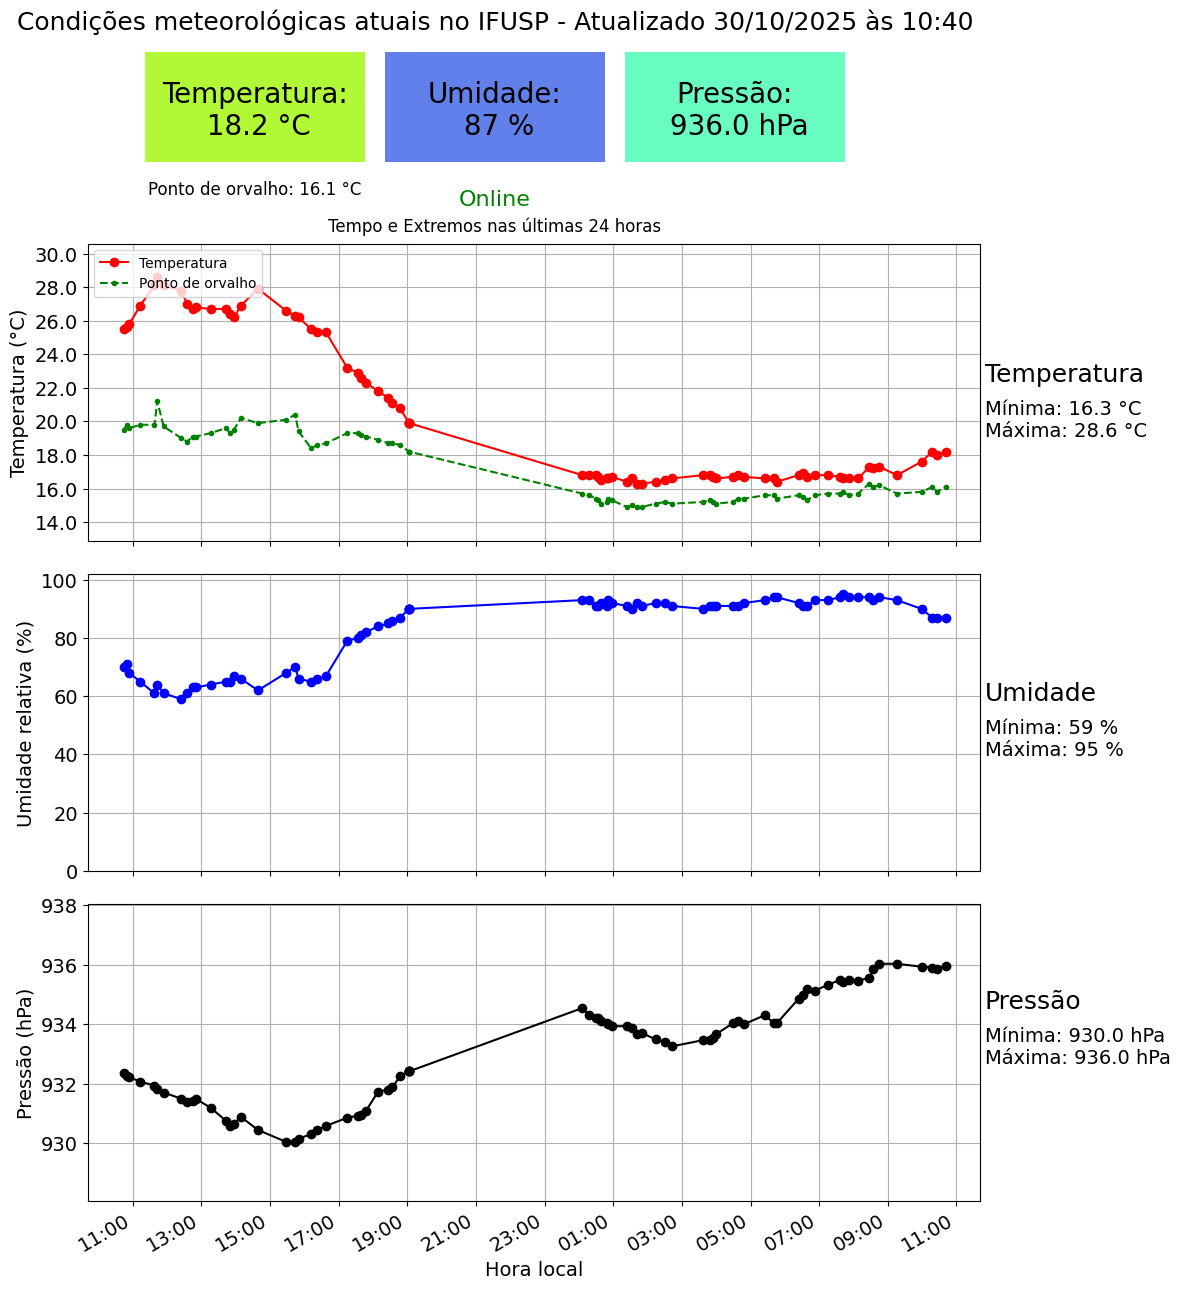 Condições meteorológicas atuais no IFUSP - Atualizado 30/10/2025 às 10:40
Temperatura:
18.2 °C
Umidade:
87 %
Pressão:
936.0 hPa
Ponto de orvalho: 16.1 °C
Online
Tempo e Extremos nas últimas 24 horas
Temperatura (°C)
30.0
28.0
26.0
24.0
22.0
20.0
18.0
16.0
14.0
Temperatura
Ponto de orvalho
Temperatura
Mínima: 16.3 °C
Máxima: 28.6 °C
Umidade relativa (%)
100
80
60
40
20
0
Umidade
Mínima: 59 %
Máxima: 95 %
Pressão (hPa)
938
936
934
932
930
Pressão
Mínima: 930.0 hPa
Máxima: 936.0 hPa
11:00
13:00
15:00
17:00
19:00
21:00
23:00
01:00
03:00
05:00
07:00
09:00
11:00
Hora local